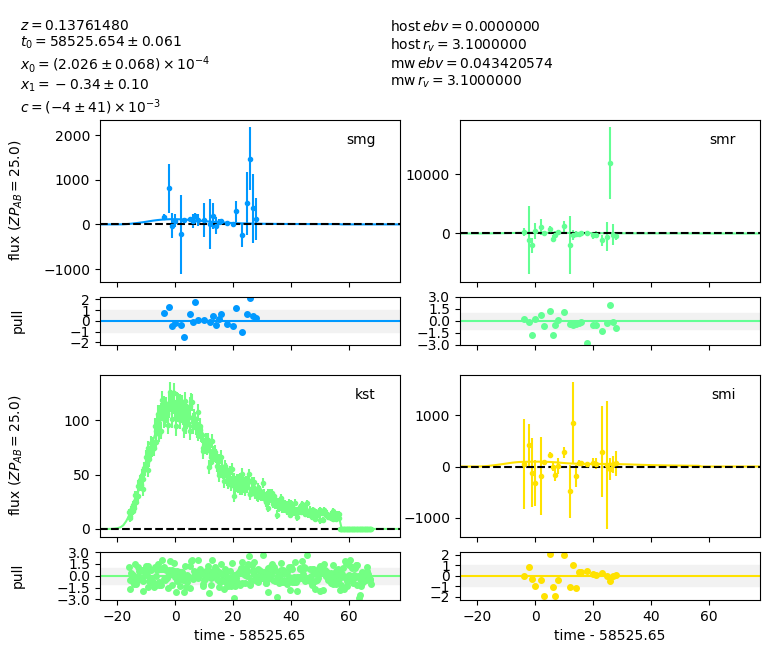 z = 0.13761480
t₀ = 58525.654 ± 0.061
x₀ = (2.026 ± 0.068) × 10⁻⁴
x₁ = −0.34 ± 0.10
c = (−4 ± 41) × 10⁻³
host ebv = 0.0000000
host r_v = 3.1000000
mw ebv = 0.043420574
mw r_v = 3.1000000
smg
2000
1000
0
−1000
flux (ZP_AB = 25.0)
smr
10000
0
2
1
0
−1
−2
pull
3.0
1.5
0.0
−1.5
−3.0
kst
100
50
0
flux (ZP_AB = 25.0)
smi
1000
0
−1000
3.0
1.5
0.0
−1.5
−3.0
pull
−20 0 20 40 60
time - 58525.65
2
1
0
−1
−2
−20 0 20 40 60
time - 58525.65